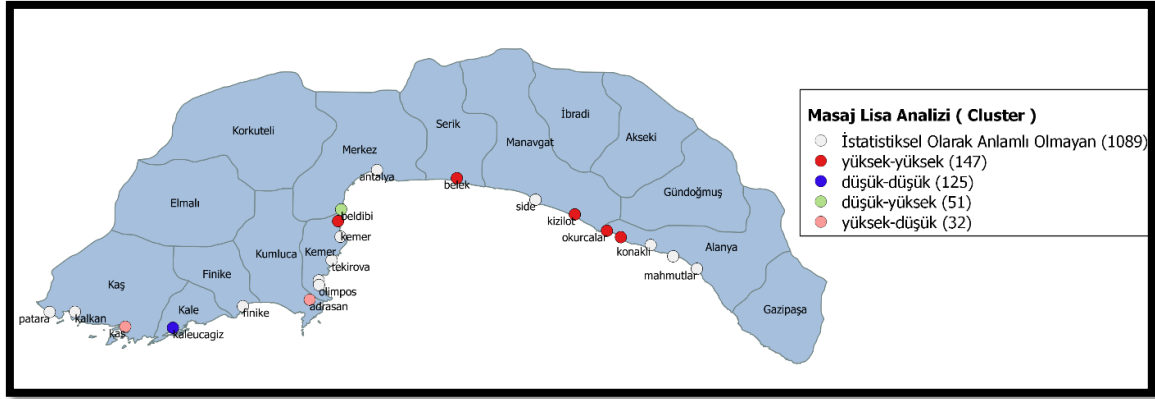 Masaj Lisa Analizi ( Cluster )
İstatistiksel Olarak Anlamlı Olmayan (1089)
yüksek-yüksek (147)
düşük-düşük (125)
düşük-yüksek (51)
yüksek-düşük (32)
Korkuteli
Merkez
Serik
Manavgat
İbradi
Akseki
Gündoğmuş
Elmalı
antalya
belek
side
kizilot
okurcalar
konakli
Alanya
mahmutlar
Gazipaşa
beldibi
kemer
Kemer
Kumluca
tekirova
olimpos
adrasan
Finike
finike
Kaş
Kale
patara
kalkan
kaş
kaleucagiz